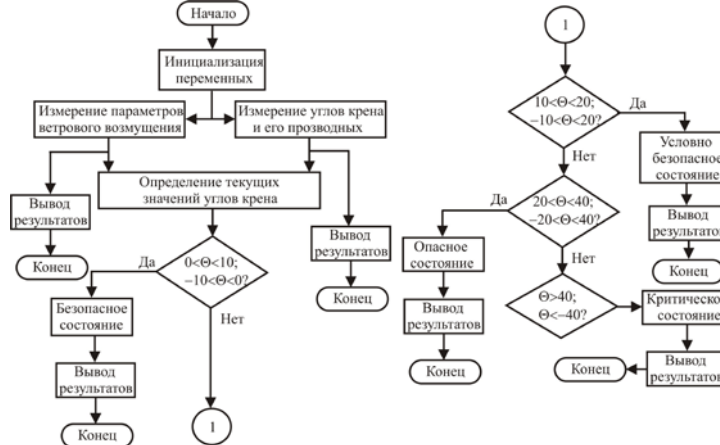 Начало
Инициализация
переменных
Измерение параметров
ветрового возмущения
Измерение углов крена
и его прозводных
Определение текущих
значений углов крена
Вывод
результатов
Конец
Вывод
результатов
Конец
Да
0<Θ<10;
−10<Θ<0?
Нет
Безопасное
состояние
Вывод
результатов
Конец
1
1
10<Θ<20;
−10<Θ<20?
Да
Нет
Условно
безопасное
состояние
Вывод
результатов
Конец
20<Θ<40;
−20<Θ<40?
Да
Нет
Опасное
состояние
Вывод
результатов
Конец
Θ>40;
Θ<−40?
Критическое
состояние
Вывод
результатов
Конец